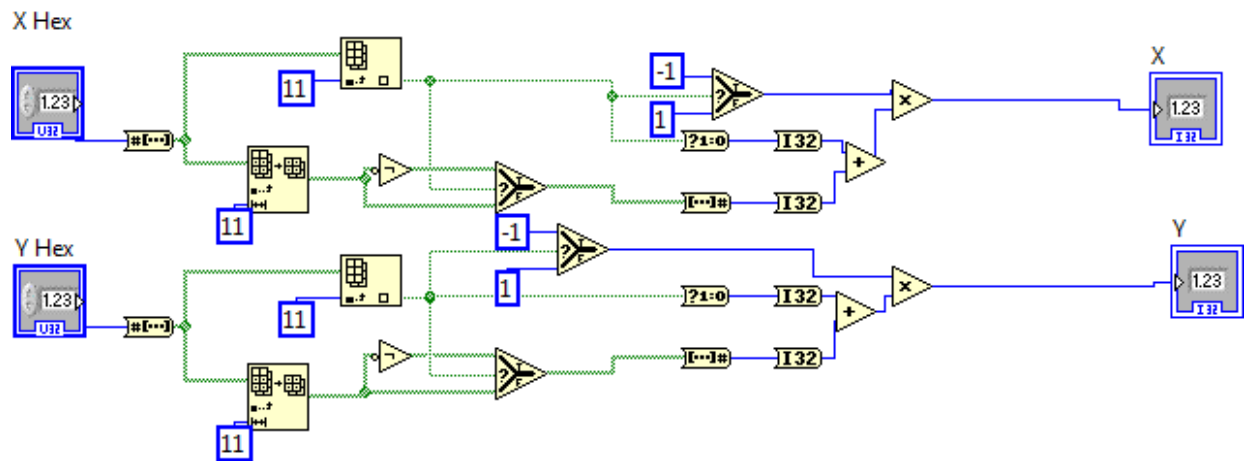 X Hex
1.23
U32
#[...]
11
11
-1
1
?1:0
I32
[...]#
I32
+
×
X
1.23
I32
Y Hex
1.23
U32
#[...]
11
11
-1
1
?1:0
I32
[...]#
I32
+
×
Y
1.23
I32